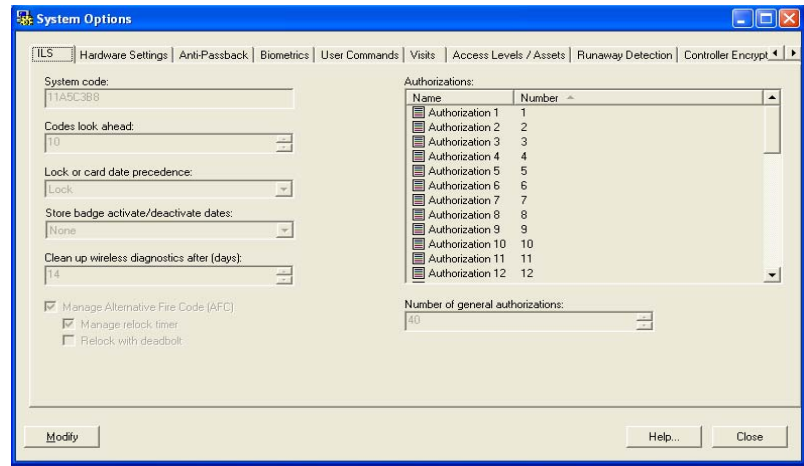 System Options
ILS Hardware Settings Anti-Passback Biometrics User Commands Visits Access Levels / Assets Runaway Detection Controller Encrypt
System code:
11A5C3B8
Codes look ahead:
10
Lock or card date precedence:
Lock
Store badge activate/deactivate dates:
None
Clean up wireless diagnostics after (days):
14
Manage Alternative Fire Code (AFC)
Manage relock timer
Relock with deadbolt
Authorizations:
Name Number
Authorization 1 1
Authorization 2 2
Authorization 3 3
Authorization 4 4
Authorization 5 5
Authorization 6 6
Authorization 7 7
Authorization 8 8
Authorization 9 9
Authorization 10 10
Authorization 11 11
Authorization 12 12
Number of general authorizations:
40
Modify Help... Close